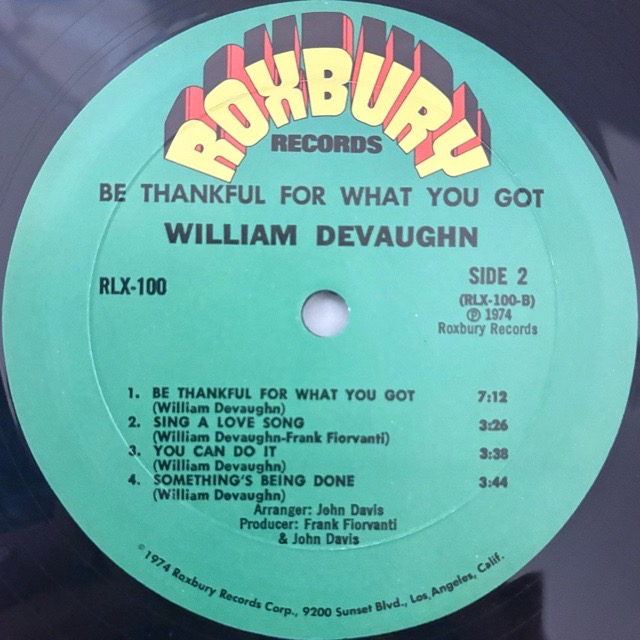 ROXBURY
RECORDS
BE THANKFUL FOR WHAT YOU GOT
WILLIAM DEVAUGHN
RLX-100
SIDE 2
(RLX-100-B)
℗ 1974
Roxbury Records
1. BE THANKFUL FOR WHAT YOU GOT 7:12
(William Devaughn)
2. SING A LOVE SONG 3:26
(William Devaughn-Frank Fiorvanti)
3. YOU CAN DO IT 3:38
(William Devaughn)
4. SOMETHING'S BEING DONE 3:44
(William Devaughn)
Arranger: John Davis
Producer: Frank Fiorvanti
& John Davis
© 1974 Roxbury Records Corp., 9200 Sunset Blvd., Los Angeles, Calif.